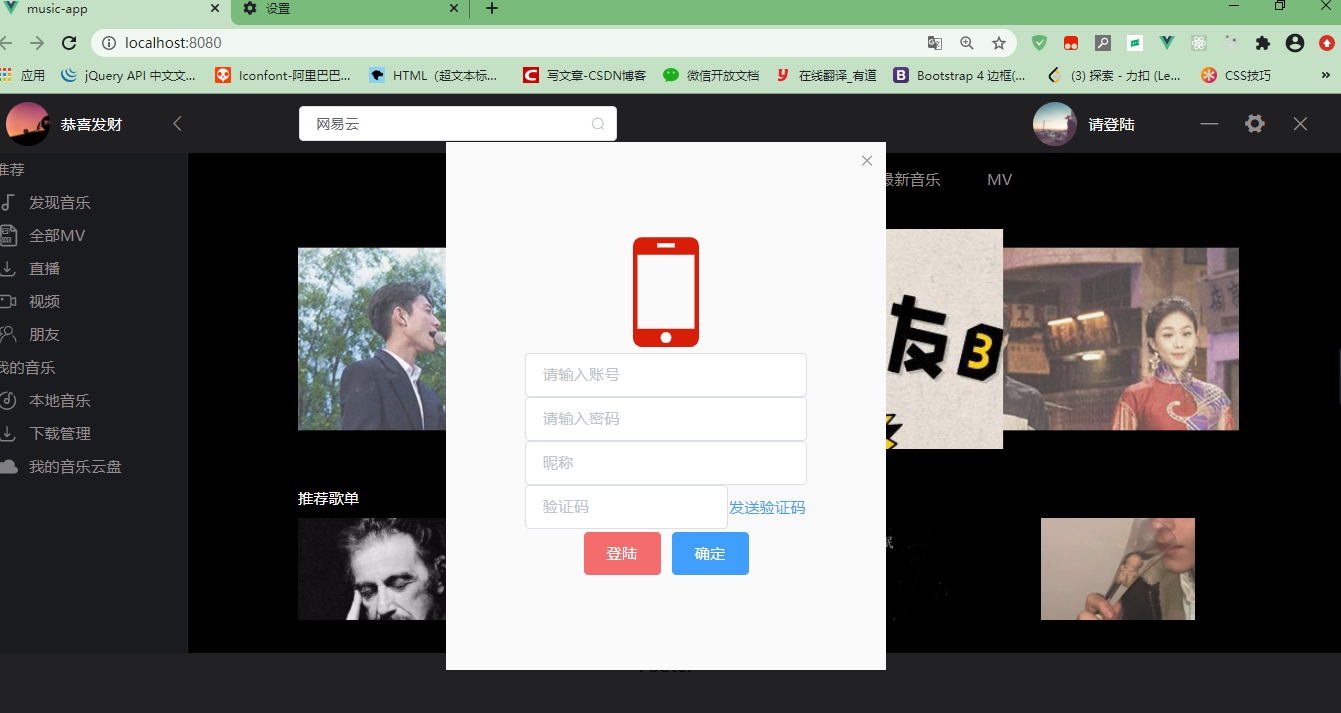 music-app
设置
localhost:8080
应用
jQuery API 中文文...
Iconfont-阿里巴巴...
HTML（超文本标...
写文章-CSDN博客
微信开放文档
在线翻译_有道
Bootstrap 4 边框(...
(3) 探索 - 力扣 (Le...
CSS技巧
»
恭喜发财
网易云
请登陆
推荐
发现音乐
全部MV
直播
视频
朋友
我的音乐
本地音乐
下载管理
我的音乐云盘
最新音乐
MV
友
3
请输入账号
请输入密码
昵称
验证码
发送验证码
登陆
确定
推荐歌单